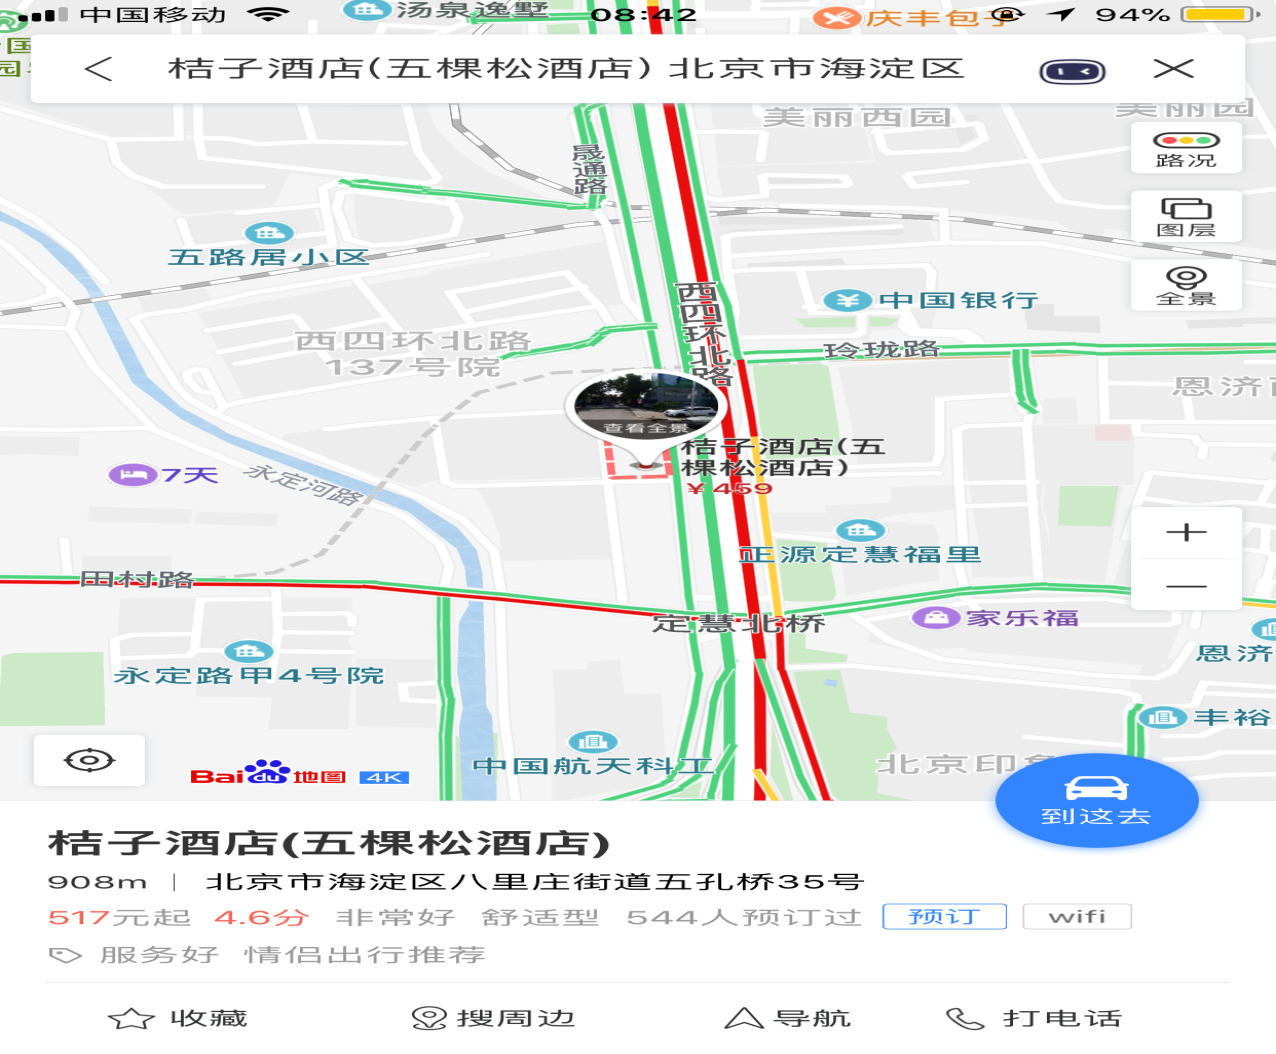 中国移动
汤泉逸墅
08:42
庆丰包子
94%
桔子酒店(五棵松酒店) 北京市海淀区
美丽西园
美丽园
晟通路
路况
图层
全景
五路居小区
中国银行
西四环北路
西四环北路
137号院
玲珑路
查看全景
桔子酒店(五
棵松酒店)
¥459
7天
永定河路
正源定慧福里
田村路
定慧北桥
家乐福
恩济
永定路甲4号院
丰裕
中国航天科工
北京印象
Bai du 地图 4K
到这去
桔子酒店(五棵松酒店)
908m | 北京市海淀区八里庄街道五孔桥35号
517元起 4.6分 非常好 舒适型 544人预订过 预订 wifi
服务好 情侣出行推荐
收藏 搜周边 导航 打电话